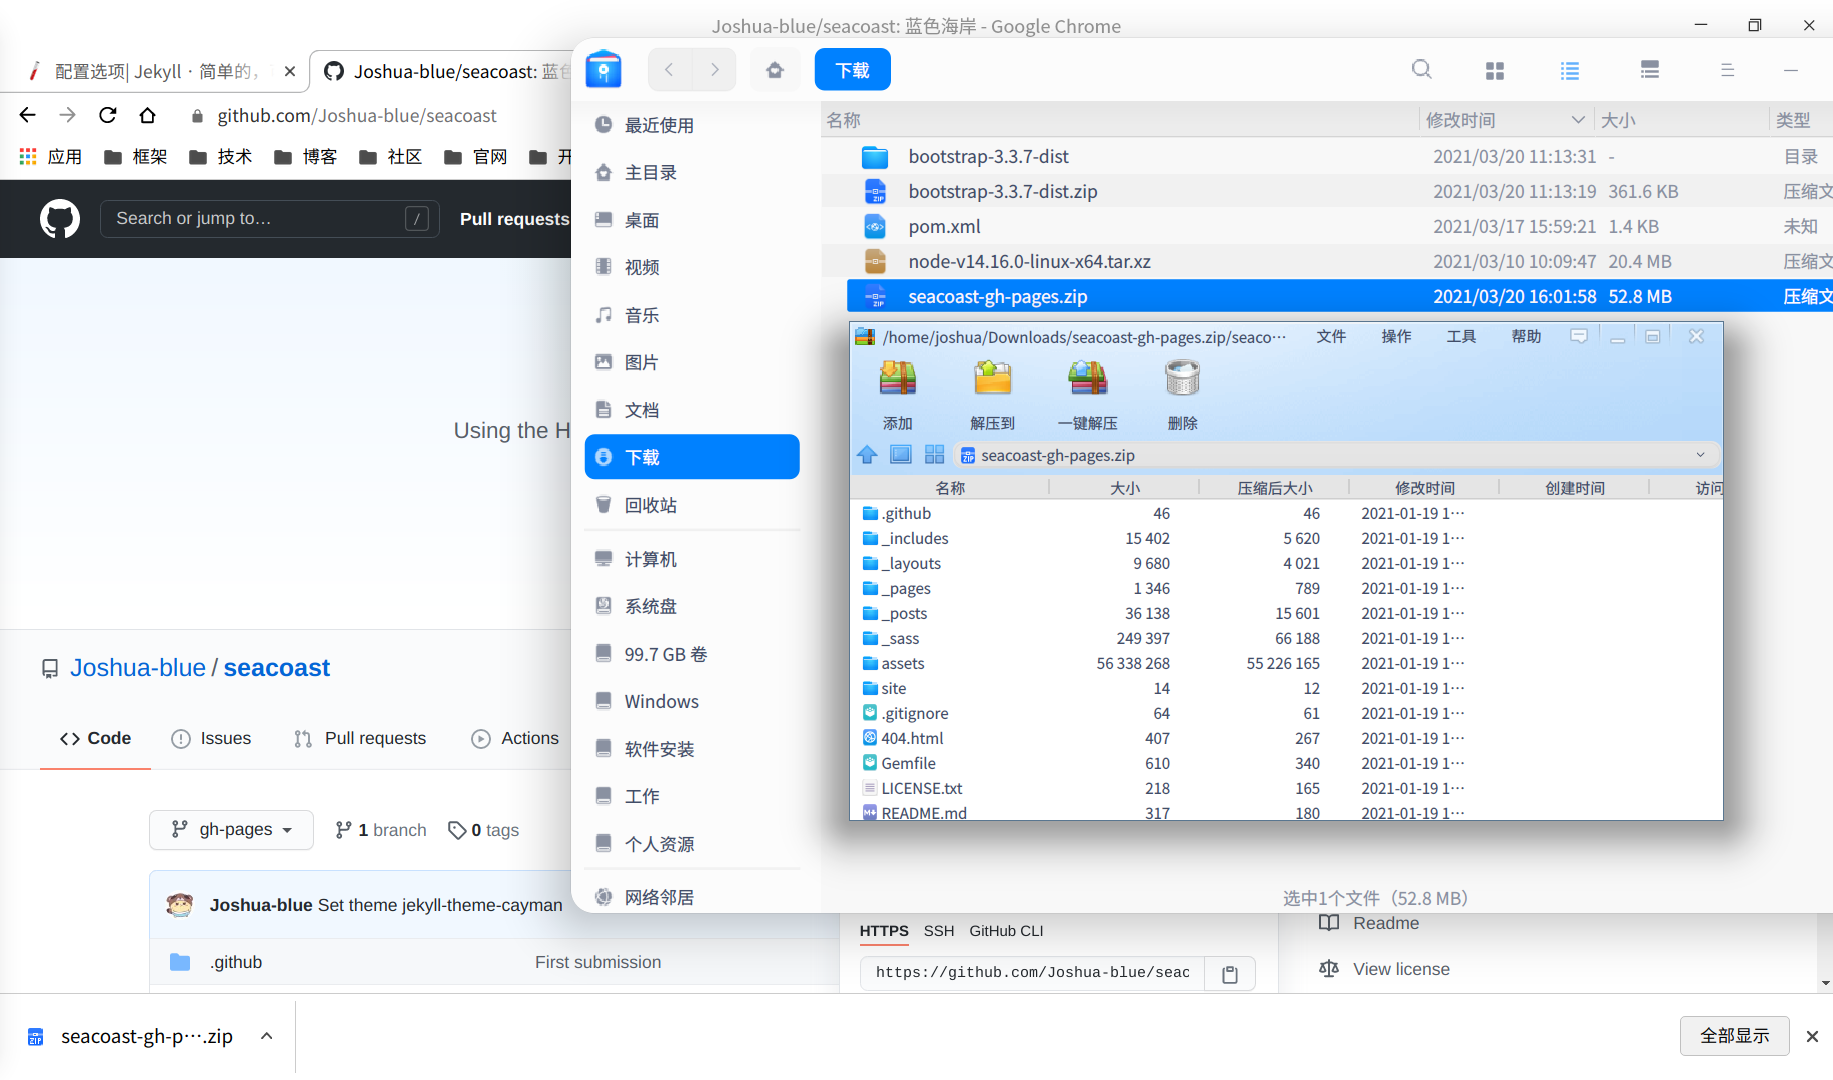 Joshua-blue/seacoast: 蓝色海岸 - Google Chrome
配置选项| Jekyll · 简单的，
Joshua-blue/seacoast: 蓝色
github.com/Joshua-blue/seacoast
应用 框架 技术 博客 社区 官网 开
Search or jump to… /
Pull requests
Using the H
Joshua-blue / seacoast
Code Issues Pull requests Actions
gh-pages 1 branch 0 tags
Joshua-blue Set theme jekyll-theme-cayman
.github First submission
下载
最近使用
主目录
桌面
视频
音乐
图片
文档
下载
回收站
计算机
系统盘
99.7 GB 卷
Windows
软件安装
工作
个人资源
网络邻居
名称 修改时间 大小 类型
bootstrap-3.3.7-dist 2021/03/20 11:13:31 - 目录
bootstrap-3.3.7-dist.zip 2021/03/20 11:13:19 361.6 KB 压缩文
pom.xml 2021/03/17 15:59:21 1.4 KB 未知
node-v14.16.0-linux-x64.tar.xz 2021/03/10 10:09:47 20.4 MB 压缩文
seacoast-gh-pages.zip 2021/03/20 16:01:58 52.8 MB 压缩文
/home/joshua/Downloads/seacoast-gh-pages.zip/seaco… 文件 操作 工具 帮助
添加 解压到 一键解压 删除
seacoast-gh-pages.zip
名称 大小 压缩后大小 修改时间 创建时间 访问
.github 46 46 2021-01-19 1…
_includes 15 402 5 620 2021-01-19 1…
_layouts 9 680 4 021 2021-01-19 1…
_pages 1 346 789 2021-01-19 1…
_posts 36 138 15 601 2021-01-19 1…
_sass 249 397 66 188 2021-01-19 1…
assets 56 338 268 55 226 165 2021-01-19 1…
site 14 12 2021-01-19 1…
.gitignore 64 61 2021-01-19 1…
404.html 407 267 2021-01-19 1…
Gemfile 610 340 2021-01-19 1…
LICENSE.txt 218 165 2021-01-19 1…
README.md 317 180 2021-01-19 1…
选中1个文件（52.8 MB）
HTTPS SSH GitHub CLI
https://github.com/Joshua-blue/seac
Readme
View license
seacoast-gh-p….zip
全部显示